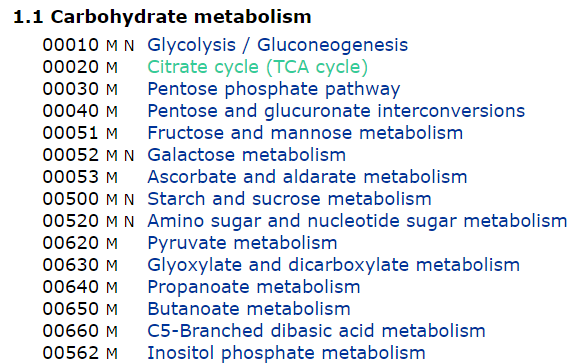 1.1 Carbohydrate metabolism
00010 M N Glycolysis / Gluconeogenesis
00020 M Citrate cycle (TCA cycle)
00030 M Pentose phosphate pathway
00040 M Pentose and glucuronate interconversions
00051 M Fructose and mannose metabolism
00052 M N Galactose metabolism
00053 M Ascorbate and aldarate metabolism
00500 M N Starch and sucrose metabolism
00520 M N Amino sugar and nucleotide sugar metabolism
00620 M Pyruvate metabolism
00630 M Glyoxylate and dicarboxylate metabolism
00640 M Propanoate metabolism
00650 M Butanoate metabolism
00660 M C5-Branched dibasic acid metabolism
00562 M Inositol phosphate metabolism